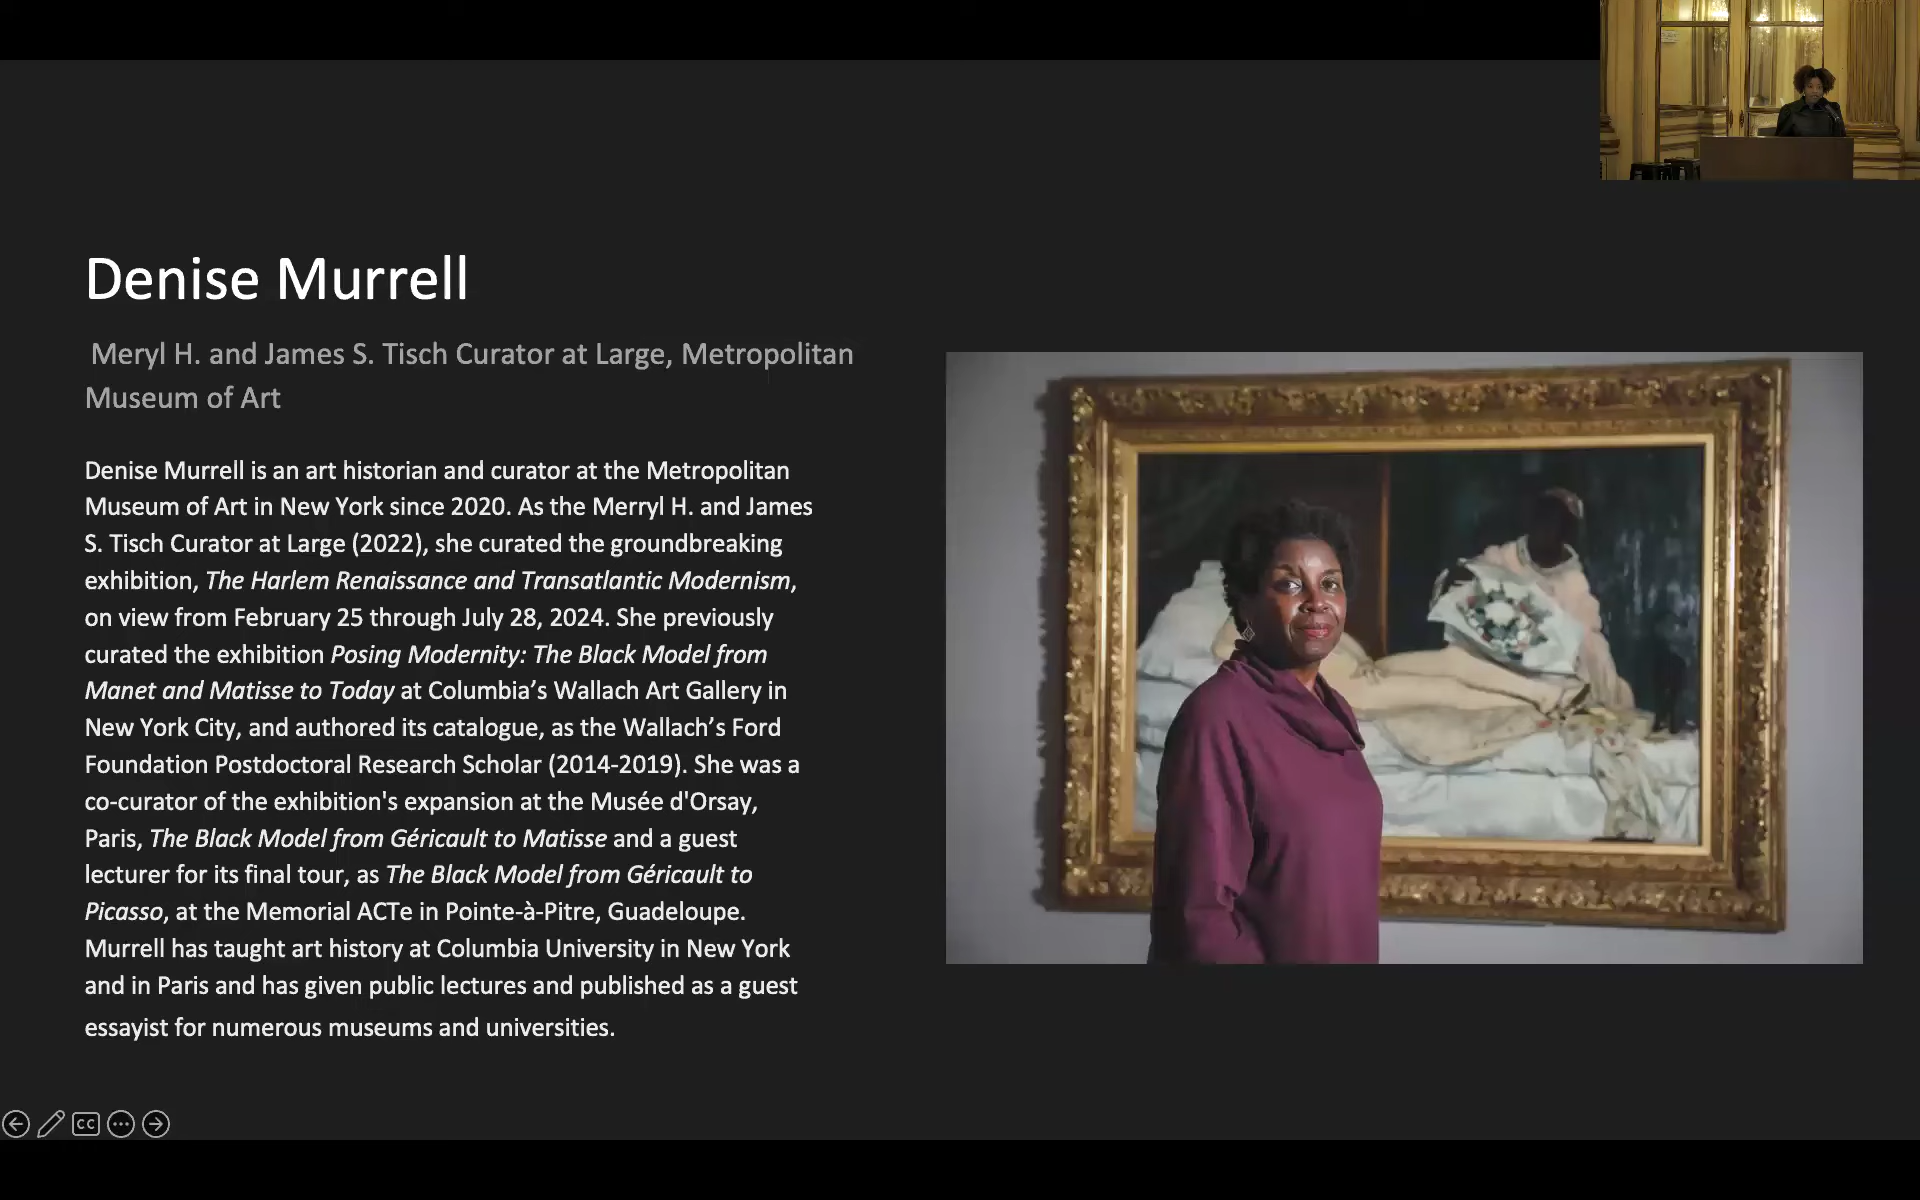 Denise Murrell
Meryl H. and James S. Tisch Curator at Large, Metropolitan
Museum of Art
Denise Murrell is an art historian and curator at the Metropolitan
Museum of Art in New York since 2020. As the Merryl H. and James
S. Tisch Curator at Large (2022), she curated the groundbreaking
exhibition, The Harlem Renaissance and Transatlantic Modernism,
on view from February 25 through July 28, 2024. She previously
curated the exhibition Posing Modernity: The Black Model from
Manet and Matisse to Today at Columbia’s Wallach Art Gallery in
New York City, and authored its catalogue, as the Wallach’s Ford
Foundation Postdoctoral Research Scholar (2014-2019). She was a
co-curator of the exhibition's expansion at the Musée d'Orsay,
Paris, The Black Model from Géricault to Matisse and a guest
lecturer for its final tour, as The Black Model from Géricault to
Picasso, at the Memorial ACTe in Pointe-à-Pitre, Guadeloupe.
Murrell has taught art history at Columbia University in New York
and in Paris and has given public lectures and published as a guest
essayist for numerous museums and universities.
CC